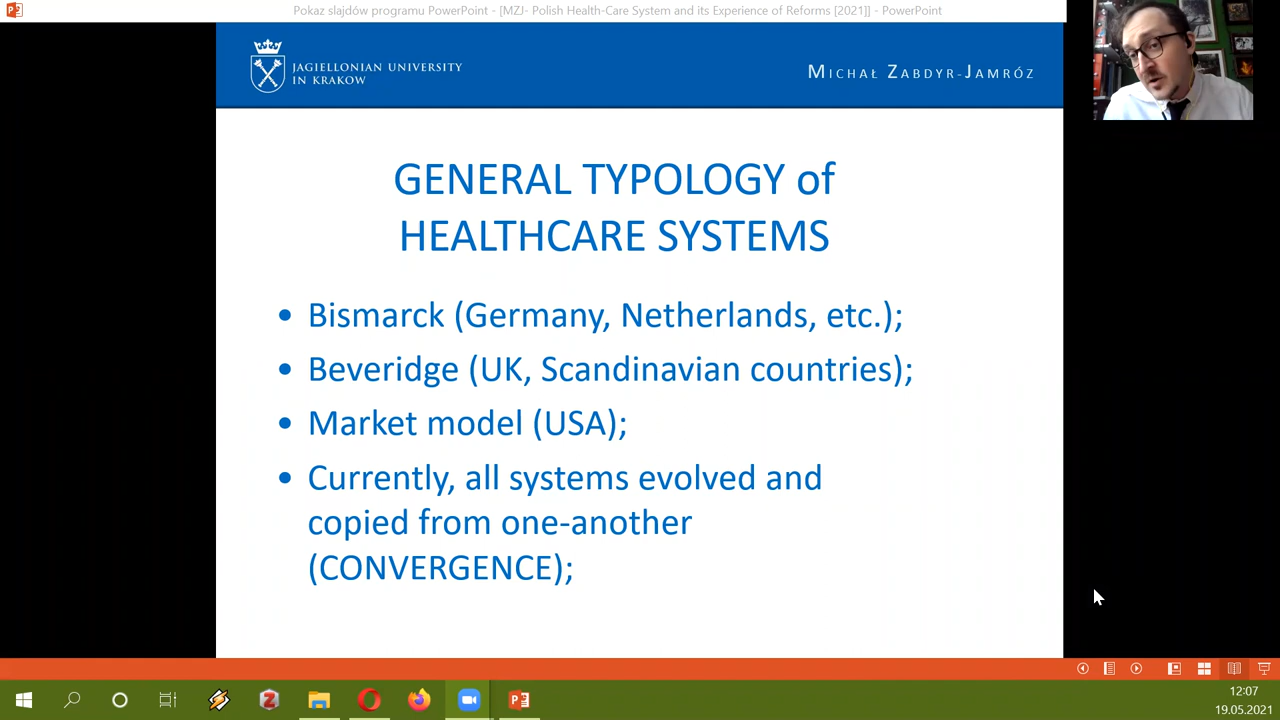 Pokaz slajdów programu PowerPoint - [MZJ- Polish Health-Care System and its Experience of Reforms [2021]] - PowerPoint
JAGIELLONIAN UNIVERSITY
IN KRAKOW
MICHAŁ ZABDYR-JAMRÓZ
GENERAL TYPOLOGY of
HEALTHCARE SYSTEMS
• Bismarck (Germany, Netherlands, etc.);
• Beveridge (UK, Scandinavian countries);
• Market model (USA);
• Currently, all systems evolved and
copied from one-another
(CONVERGENCE);
12:07
19.05.2021